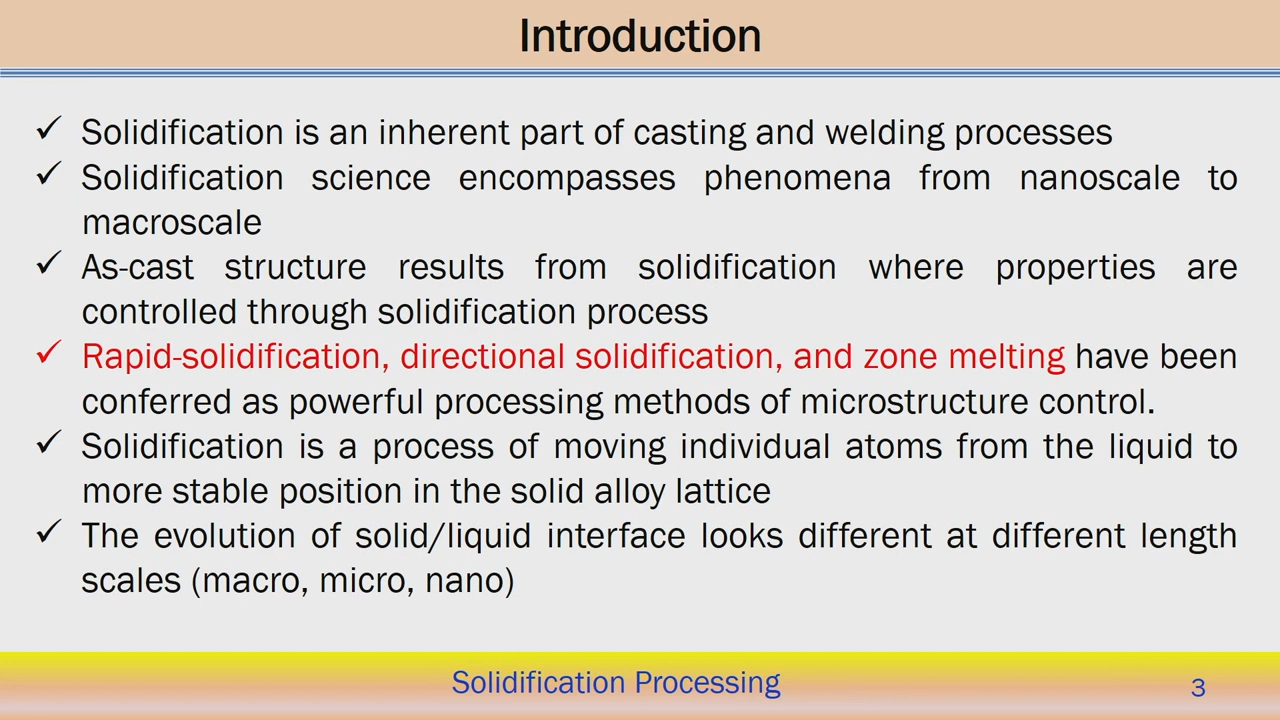 Introduction
✓ Solidification is an inherent part of casting and welding processes
✓ Solidification science encompasses phenomena from nanoscale to
macroscale
✓ As-cast structure results from solidification where properties are
controlled through solidification process
✓ Rapid-solidification, directional solidification, and zone melting have been
conferred as powerful processing methods of microstructure control.
✓ Solidification is a process of moving individual atoms from the liquid to
more stable position in the solid alloy lattice
✓ The evolution of solid/liquid interface looks different at different length
scales (macro, micro, nano)
Solidification Processing
3